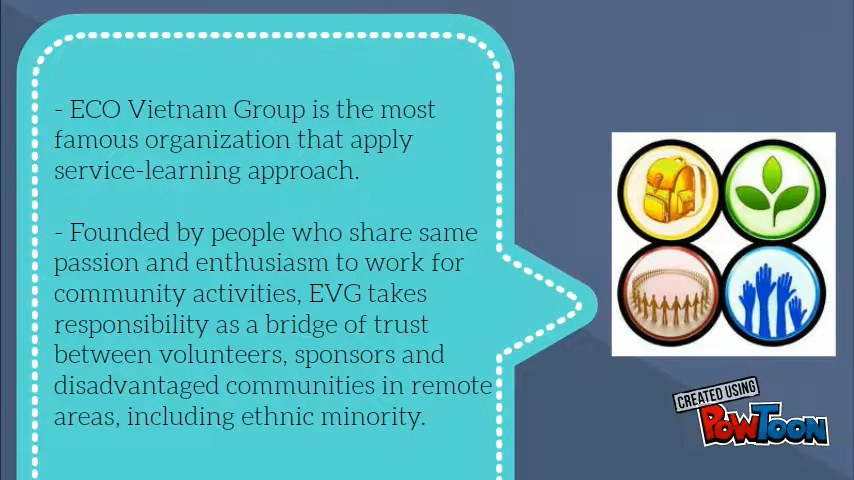 - ECO Vietnam Group is the most
famous organization that apply
service-learning approach.
- Founded by people who share same
passion and enthusiasm to work for
community activities, EVG takes
responsibility as a bridge of trust
between volunteers, sponsors and
disadvantaged communities in remote
areas, including ethnic minority.
CREATED USING
POWTOON